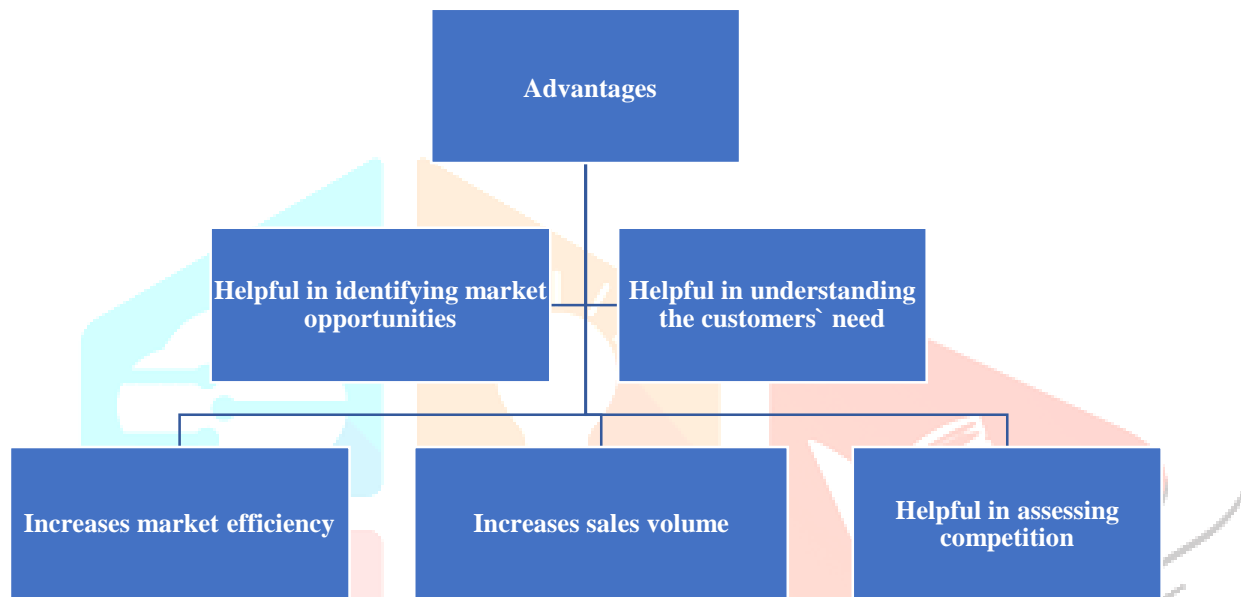 Advantages
Helpful in identifying market
opportunities
Helpful in understanding
the customers` need
Increases market efficiency
Increases sales volume
Helpful in assessing
competition